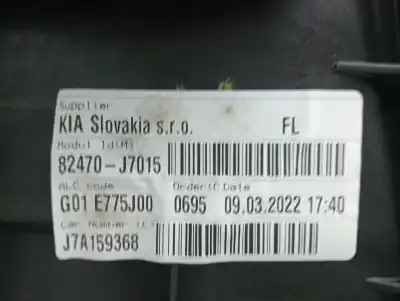 Supplier
KIA Slovakia s.r.o. FL
Modul Id(M)
82470-J7015
ALC code Order(C Date
G01 E775J00 0695 09.03.2022 17:40
Car Number (C)
J7A159368